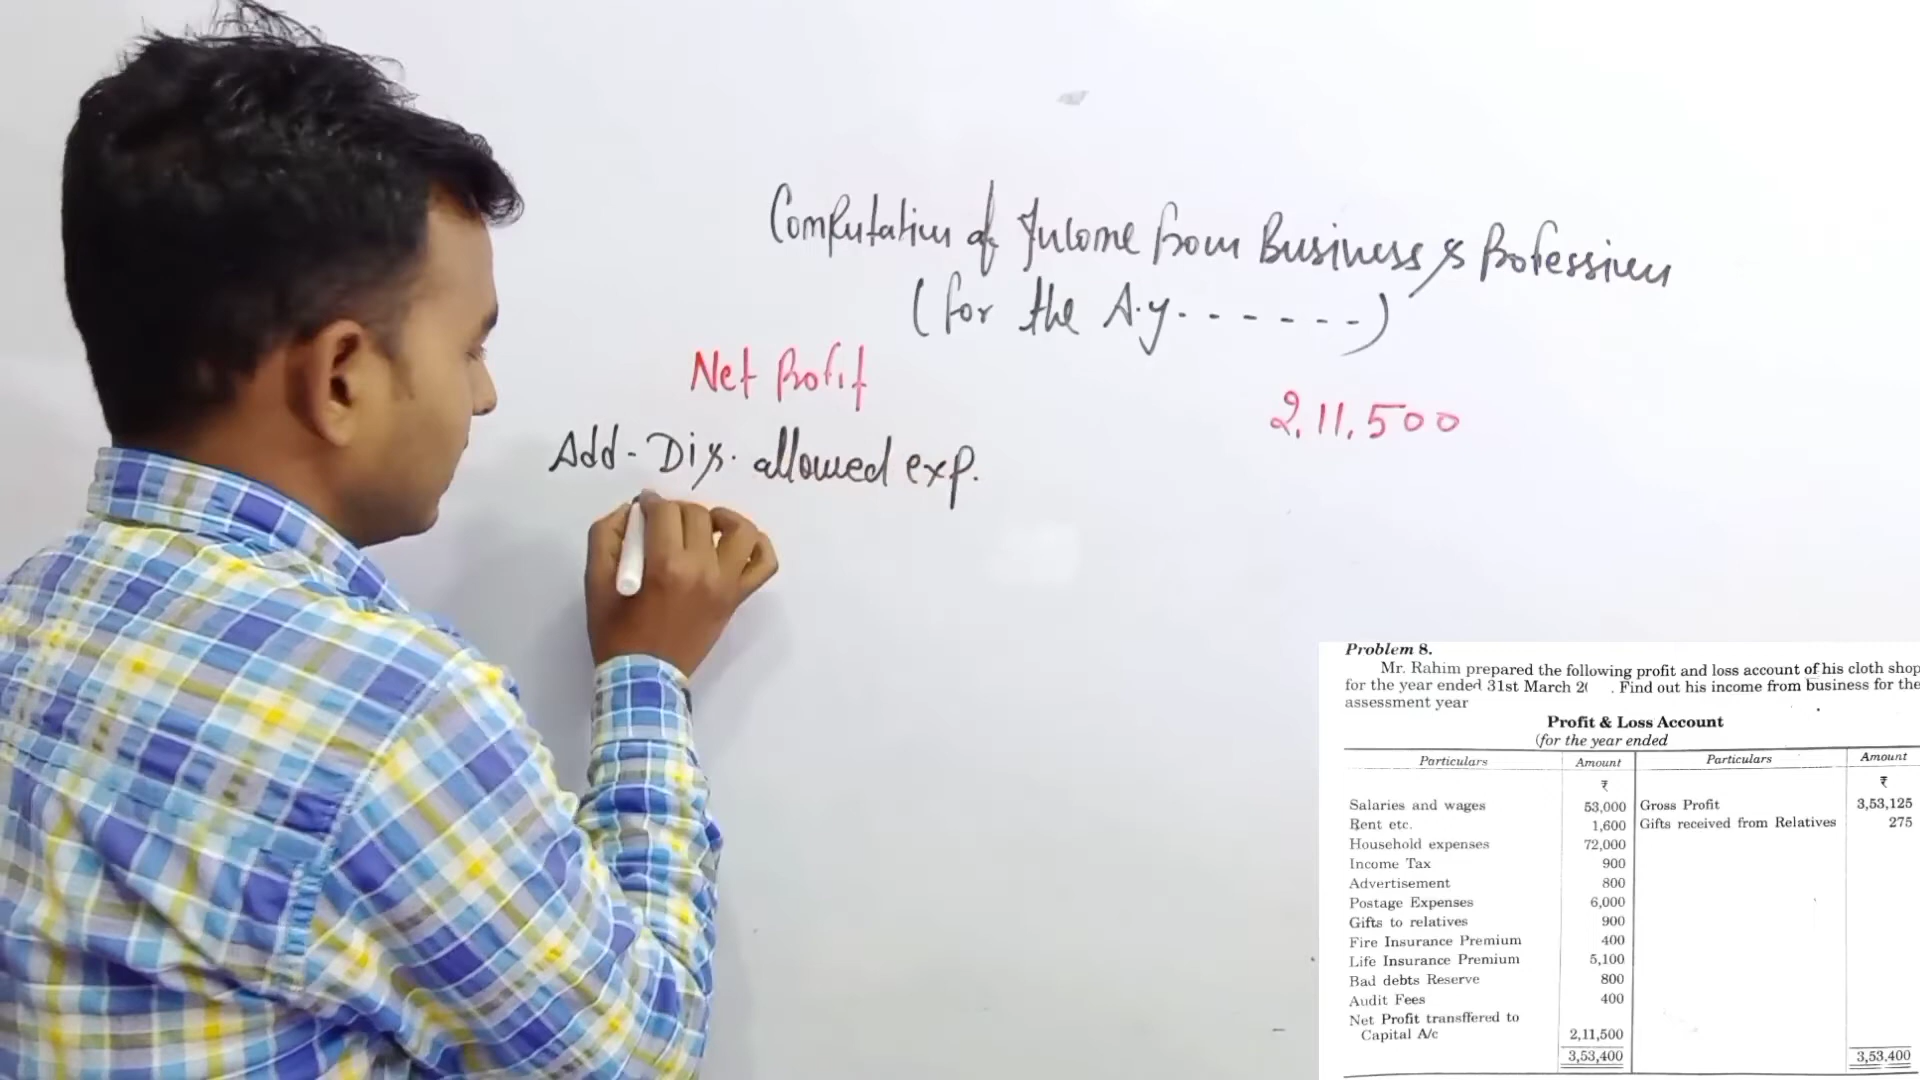 Computation of Income from Business & Profession
(for the A.y. - - - - - -)
Net Profit 2,11,500
Add - Dis. allowed exp.
Problem 8.
Mr. Rahim prepared the following profit and loss account of his cloth shop
for the year ended 31st March 2( . Find out his income from business for the
assessment year
Profit & Loss Account
(for the year ended
Particulars Amount Particulars Amount
₹ ₹
Salaries and wages 53,000 Gross Profit 3,53,125
Rent etc. 1,600 Gifts received from Relatives 275
Household expenses 72,000
Income Tax 900
Advertisement 800
Postage Expenses 6,000
Gifts to relatives 900
Fire Insurance Premium 400
Life Insurance Premium 5,100
Bad debts Reserve 800
Audit Fees 400
Net Profit transffered to
Capital A/c 2,11,500
3,53,400 3,53,400